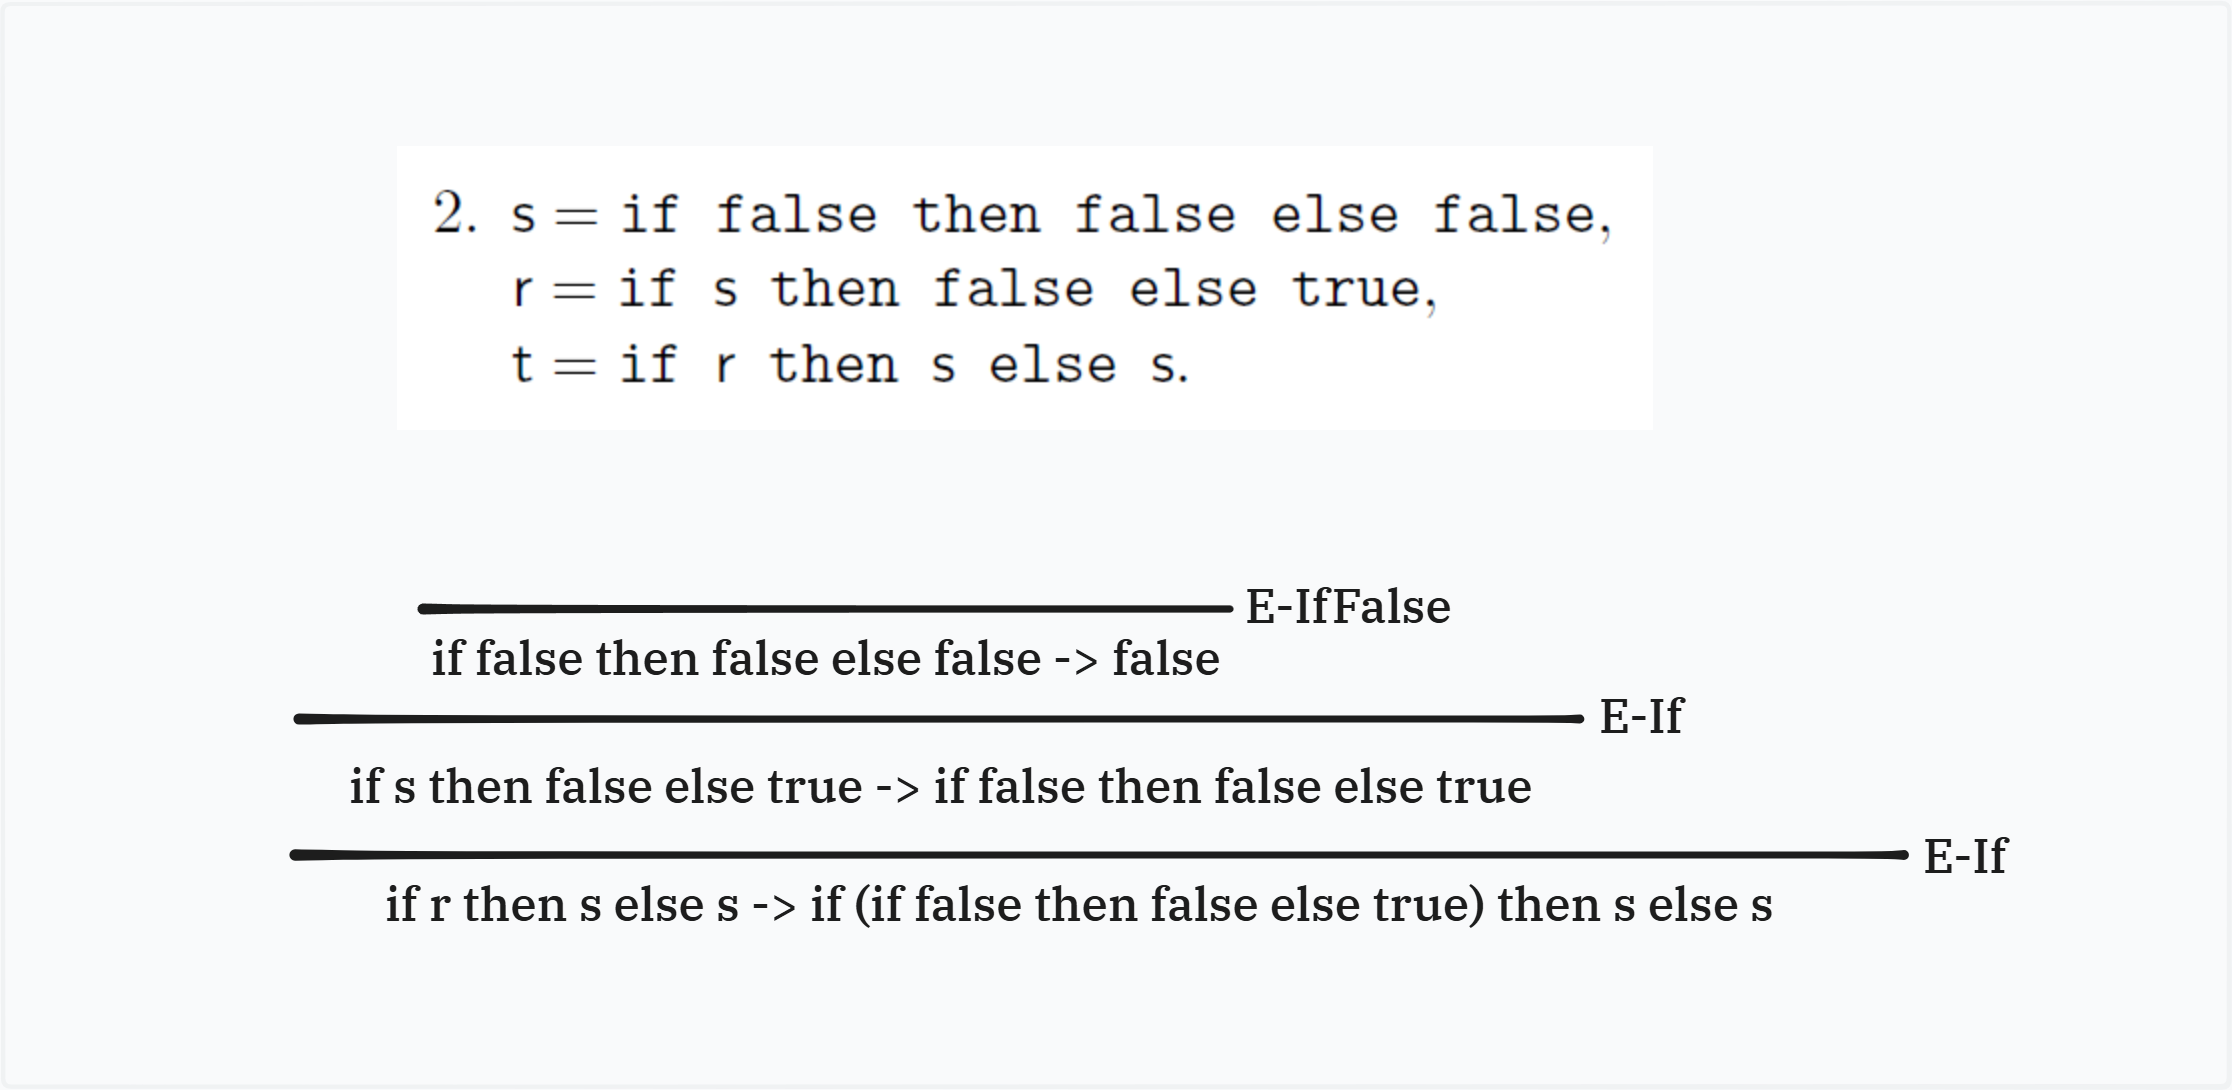 2. s = if false then false else false,
r = if s then false else true,
t = if r then s else s.
E-IfFalse
if false then false else false -> false
E-If
if s then false else true -> if false then false else true
E-If
if r then s else s -> if (if false then false else true) then s else s